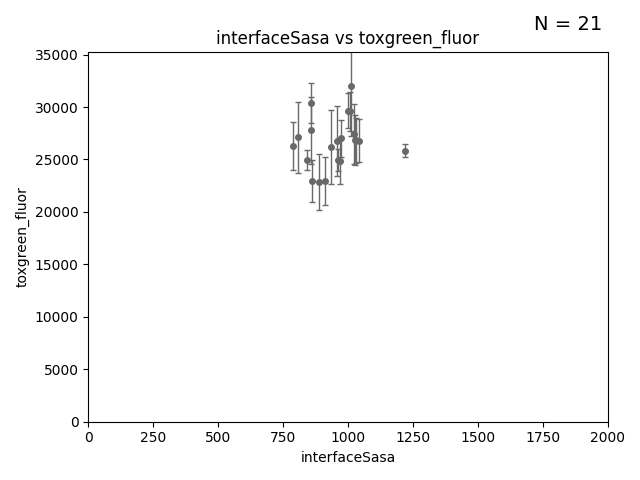 N = 21
interfaceSasa vs toxgreen_fluor
35000
30000
25000
20000
15000
10000
5000
0
toxgreen_fluor
0 250 500 750 1000 1250 1500 1750 2000
interfaceSasa